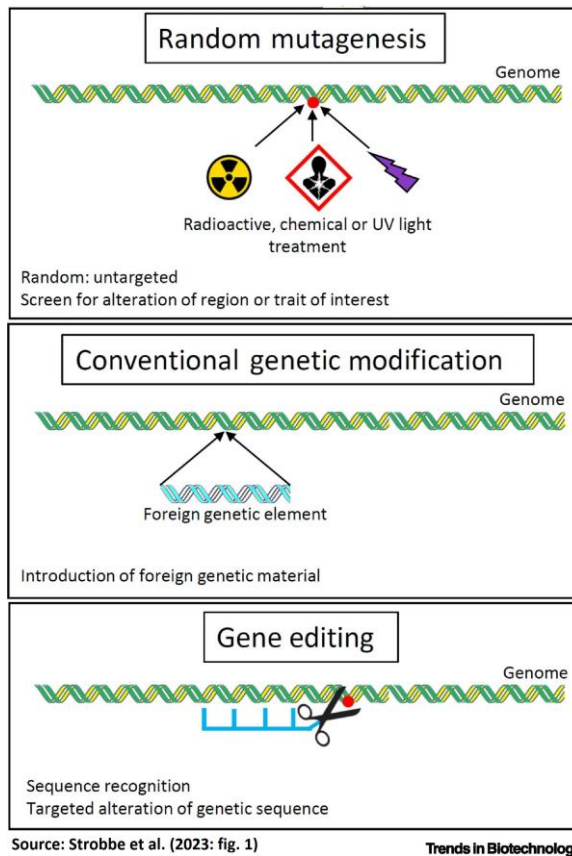 Random mutagenesis
Genome
Radioactive, chemical or UV light
treatment
Random: untargeted
Screen for alteration of region or trait of interest
Conventional genetic modification
Genome
Foreign genetic element
Introduction of foreign genetic material
Gene editing
Genome
Sequence recognition
Targeted alteration of genetic sequence
Source: Strobbe et al. (2023: fig. 1)
Trends in Biotechnolog